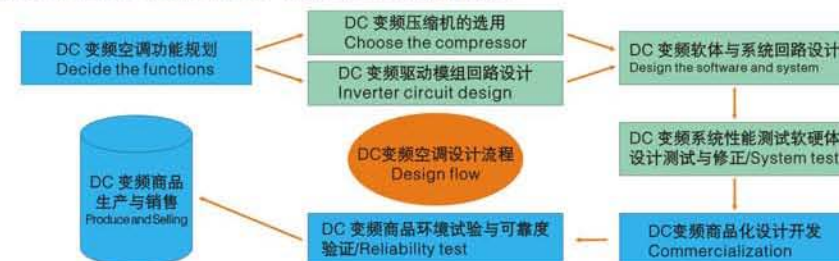 DC 变频空调功能规划
Decide the functions
DC 变频压缩机的选用
Choose the compressor
DC 变频驱动模组回路设计
Inverter circuit design
DC 变频软体与系统回路设计
Design the software and system
DC 变频系统性能测试软硬体
设计测试与修正/System test
DC变频空调设计流程
Design flow
DC变频商品化设计开发
Commercialization
DC 变频商品环境试验与可靠度
验证/Reliability test
DC 变频商品
生产与销售
Produce and Selling